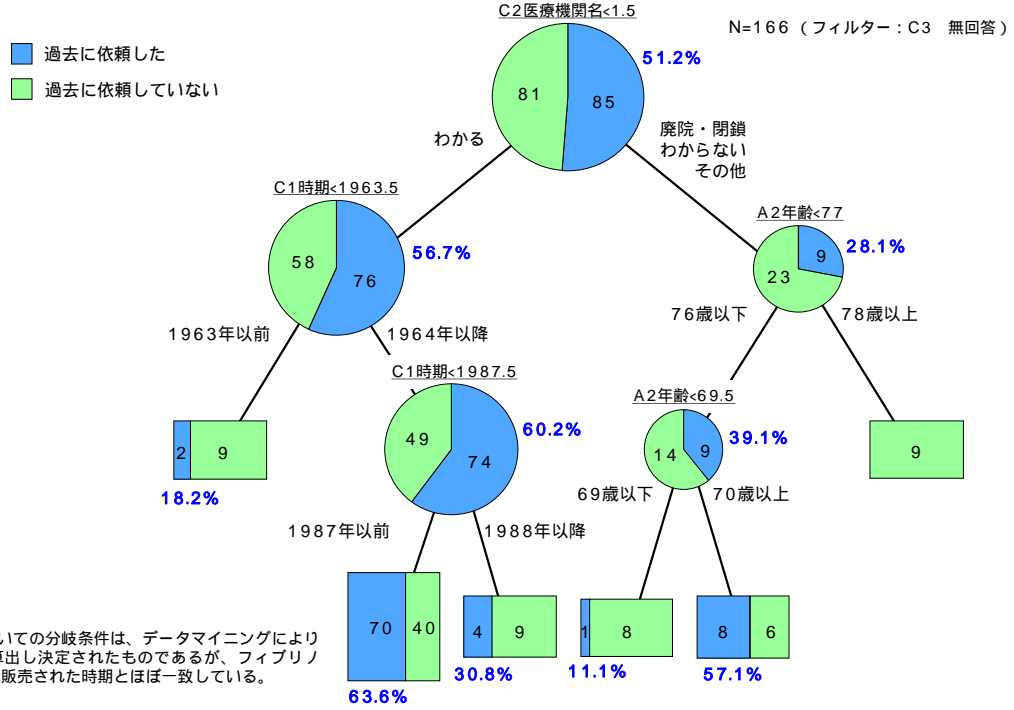 C2医療機関名<1.5
N=166（フィルター：C3　無回答）
過去に依頼した
過去に依頼していない
51.2%
81
85
わかる
廃院・閉鎖
わからない
その他
C1時期<1963.5
58
76
56.7%
A2年齢<77
9
23
28.1%
1963年以前
1964年以降
76歳以下
78歳以上
C1時期<1987.5
49
74
60.2%
A2年齢<69.5
14
9
39.1%
2
9
18.2%
9
69歳以下
70歳以上
1987年以前
1988年以降
70
40
63.6%
4
9
30.8%
1
8
11.1%
8
6
57.1%
いての分岐条件は、データマイニングにより
算出し決定されたものであるが、フィブリノ
販売された時期とほぼ一致している。